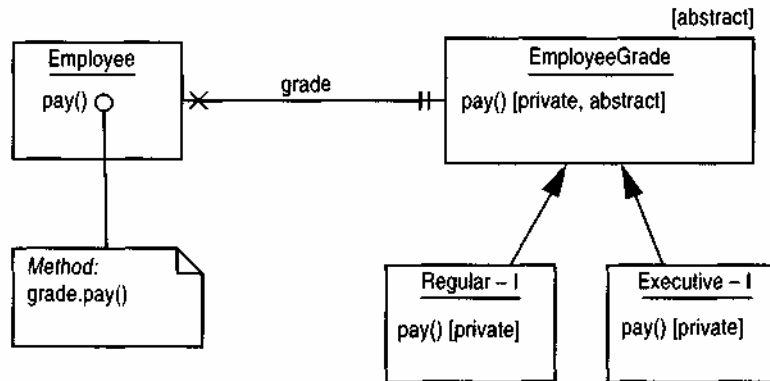 [abstract]
Employee
pay()
grade
EmployeeGrade
pay() [private, abstract]
Method:
grade.pay()
Regular – I
pay() [private]
Executive – I
pay() [private]